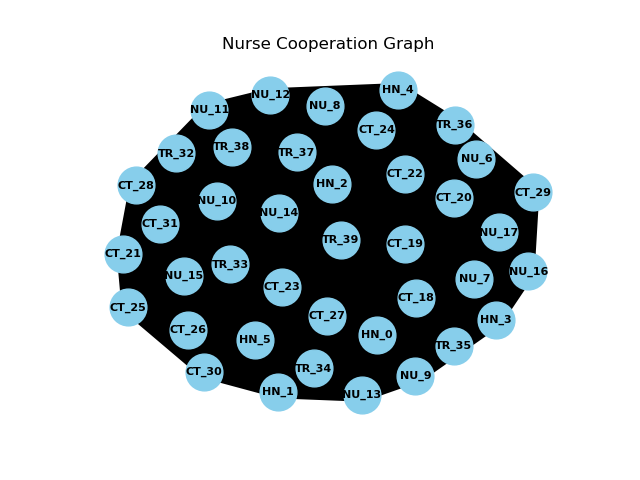 Nurse Cooperation Graph
HN_4
NU_12
NU_8
NU_11
TR_36
CT_24
TR_38
TR_37
TR_32
NU_6
CT_22
HN_2
CT_28
CT_29
CT_20
NU_10
NU_14
CT_31
NU_17
TR_39
CT_19
CT_21
TR_33
NU_16
NU_15
NU_7
CT_23
CT_18
CT_25
CT_27
HN_3
CT_26
HN_0
HN_5
TR_35
TR_34
CT_30
NU_9
HN_1
NU_13